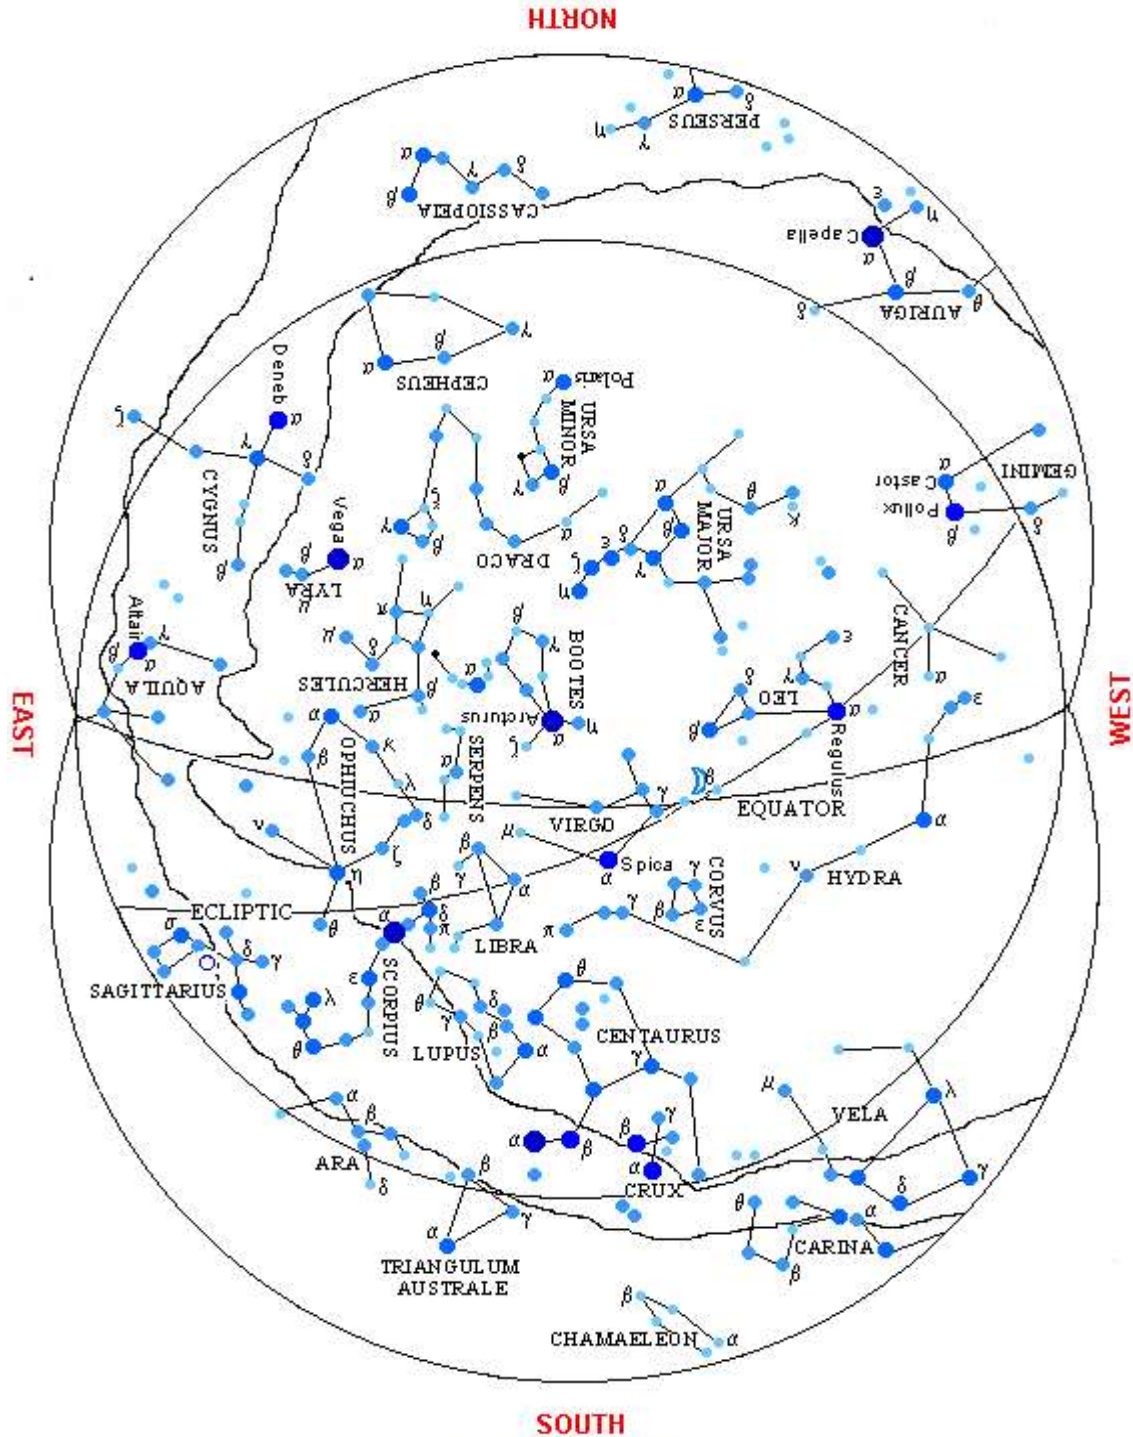 NORTH
α
δ
PERSEUS
η
γ
α
γ
δ
β
CASSIOPEIA
ε
η
Capella
α
β
θ
δ
AURIGA
γ
β
α
CEPHEUS
α
Polaris
URSA
MINOR
γ
β
Deneb
α
ζ
γ
δ
CYGNUS
β
Vega
α
β
LYRA
μ
ζ
γ
β
DRACO
α
α
θ
κ
β
URSA
MAJOR
δ
ε
ζ
γ
η
α
Castor
GEMINI
Pollux
β
δ
CANCER
α
π
η
μ
δ
HERCULES
β
α
α
β
γ
BOOTES
Arcturus
α
η
ζ
ε
γ
LEO
δ
β
α
Regulus
ε
Altair
γ
β
α
AQUILA
EAST
WEST
α
κ
β
OPHIUCHUS
λ
δ
ν
ζ
η
θ
SERPENS
α
β
γ
EQUATOR
VIRGO
μ
Spica
α
α
ν
HYDRA
β
γ
α
LIBRA
CORVUS
γ
β
ε
γ
π
ECLIPTIC
α
β
δ
π
SCORPIUS
ε
λ
θ
σ
δ
γ
SAGITTARIUS
θ
γ
δ
β
α
LUPUS
θ
CENTAURUS
γ
α
β
β
γ
α
CRUX
μ
VELA
λ
γ
δ
α
β
ARA
δ
β
γ
α
TRIANGULUM
AUSTRALE
θ
α
CARINA
β
β
CHAMAELEON
α
SOUTH